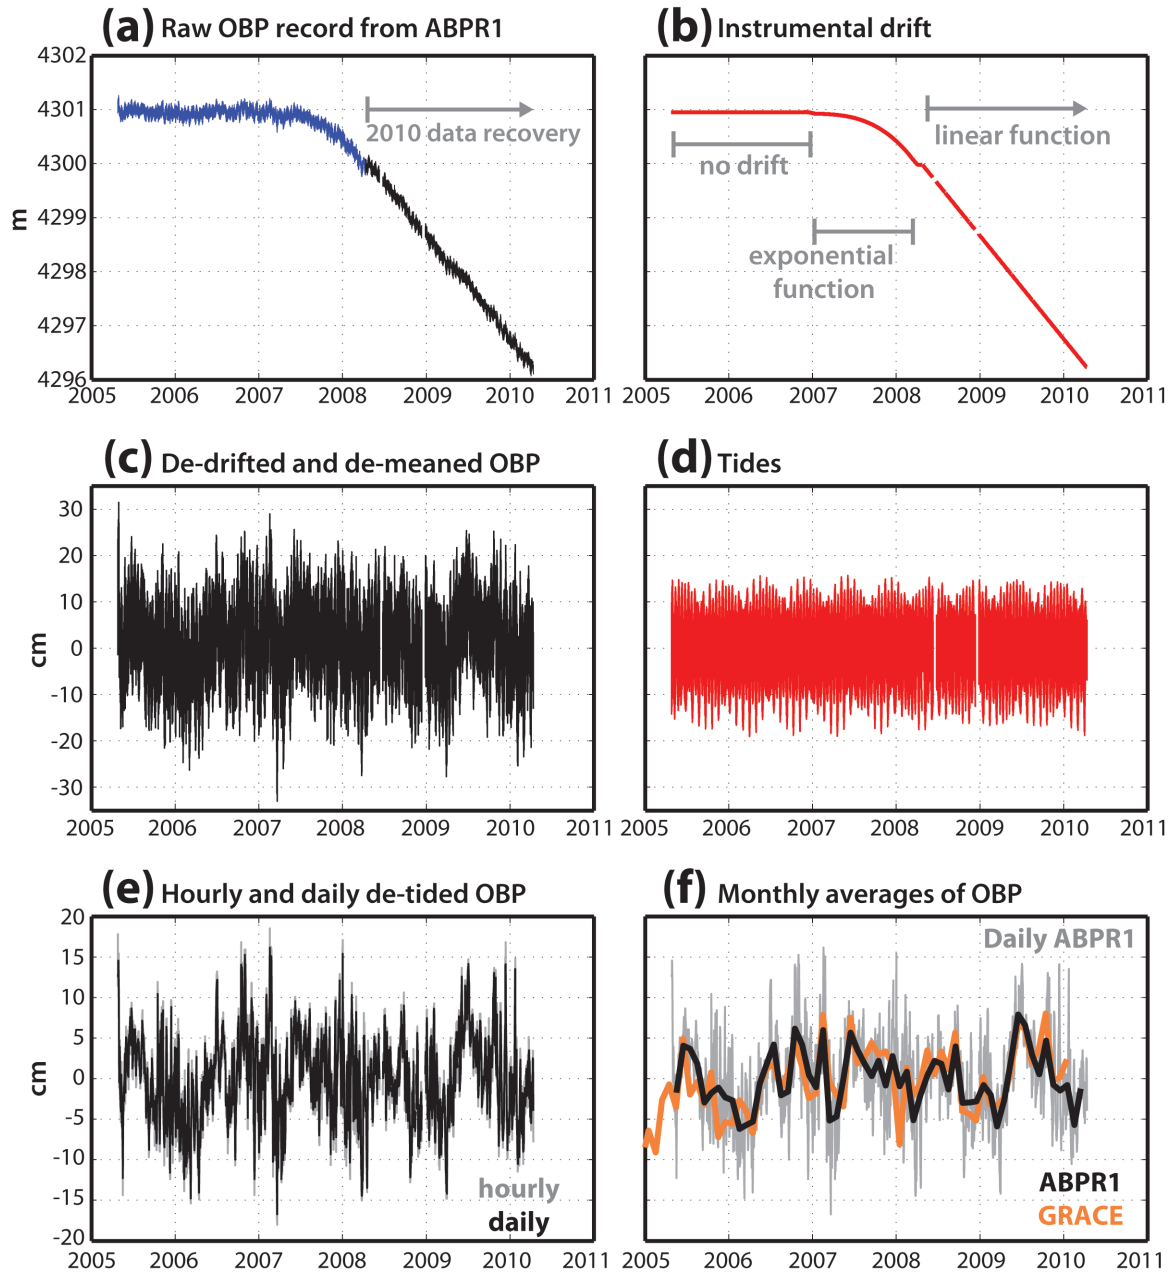 (a) Raw OBP record from ABPR1
4302
4301
4300
4299
4298
4297
4296
m
2010 data recovery
2005 2006 2007 2008 2009 2010 2011
(b) Instrumental drift
no drift
exponential
function
linear function
2005 2006 2007 2008 2009 2010 2011
(c) De-drifted and de-meaned OBP
30
20
10
0
-10
-20
-30
cm
2005 2006 2007 2008 2009 2010 2011
(d) Tides
2005 2006 2007 2008 2009 2010 2011
(e) Hourly and daily de-tided OBP
20
15
10
5
0
-5
-10
-15
-20
cm
hourly
daily
2005 2006 2007 2008 2009 2010 2011
(f) Monthly averages of OBP
Daily ABPR1
ABPR1
GRACE
2005 2006 2007 2008 2009 2010 2011